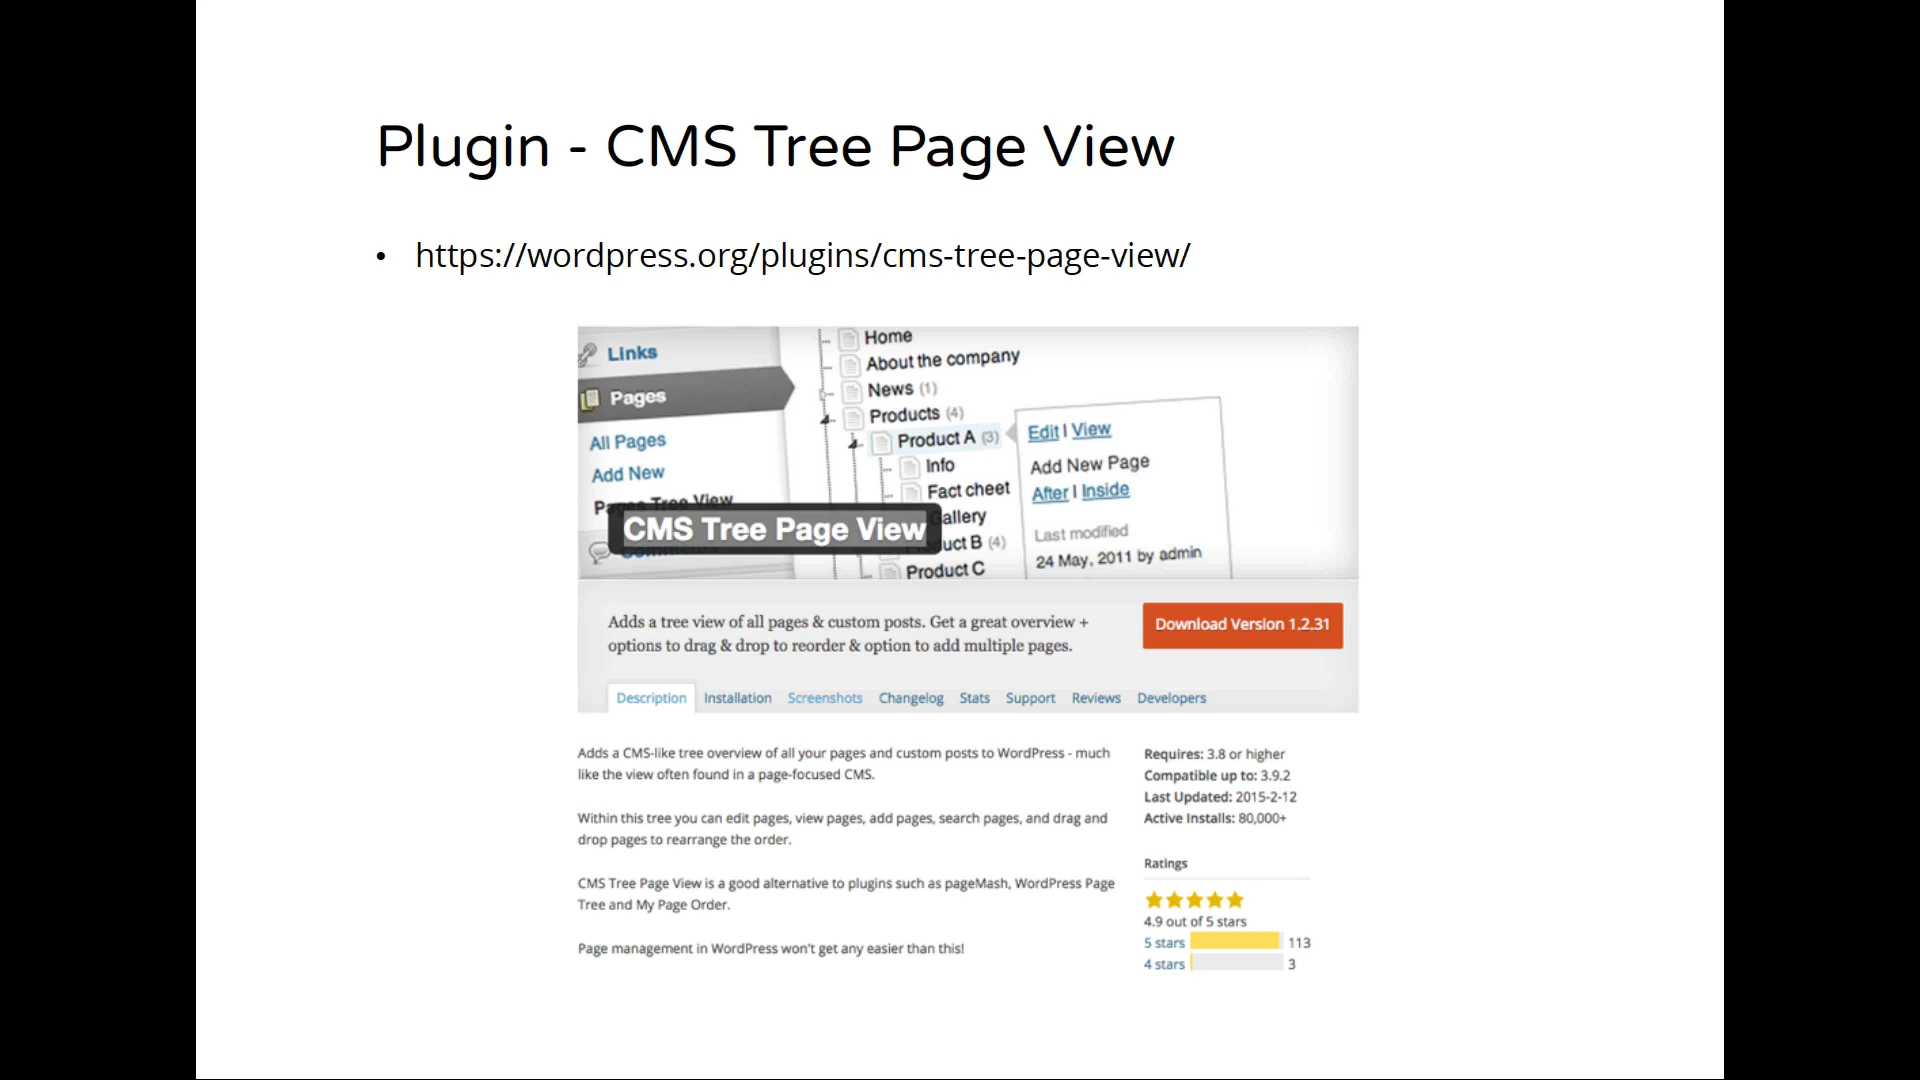 Plugin - CMS Tree Page View
• https://wordpress.org/plugins/cms-tree-page-view/
Links
Pages
All Pages
Add New
Pages Tree View
Home
About the company
News (1)
Products (4)
Product A (3)
Info
Fact cheet
allery
uct B (4)
Product C
Edit | View
Add New Page
After | Inside
Last modified
24 May, 2011 by admin
CMS Tree Page View
Adds a tree view of all pages & custom posts. Get a great overview +
options to drag & drop to reorder & option to add multiple pages.
Download Version 1.2.31
Description Installation Screenshots Changelog Stats Support Reviews Developers
Adds a CMS-like tree overview of all your pages and custom posts to WordPress - much
like the view often found in a page-focused CMS.
Within this tree you can edit pages, view pages, add pages, search pages, and drag and
drop pages to rearrange the order.
CMS Tree Page View is a good alternative to plugins such as pageMash, WordPress Page
Tree and My Page Order.
Page management in WordPress won't get any easier than this!
Requires: 3.8 or higher
Compatible up to: 3.9.2
Last Updated: 2015-2-12
Active Installs: 80,000+
Ratings
4.9 out of 5 stars
5 stars 113
4 stars 3